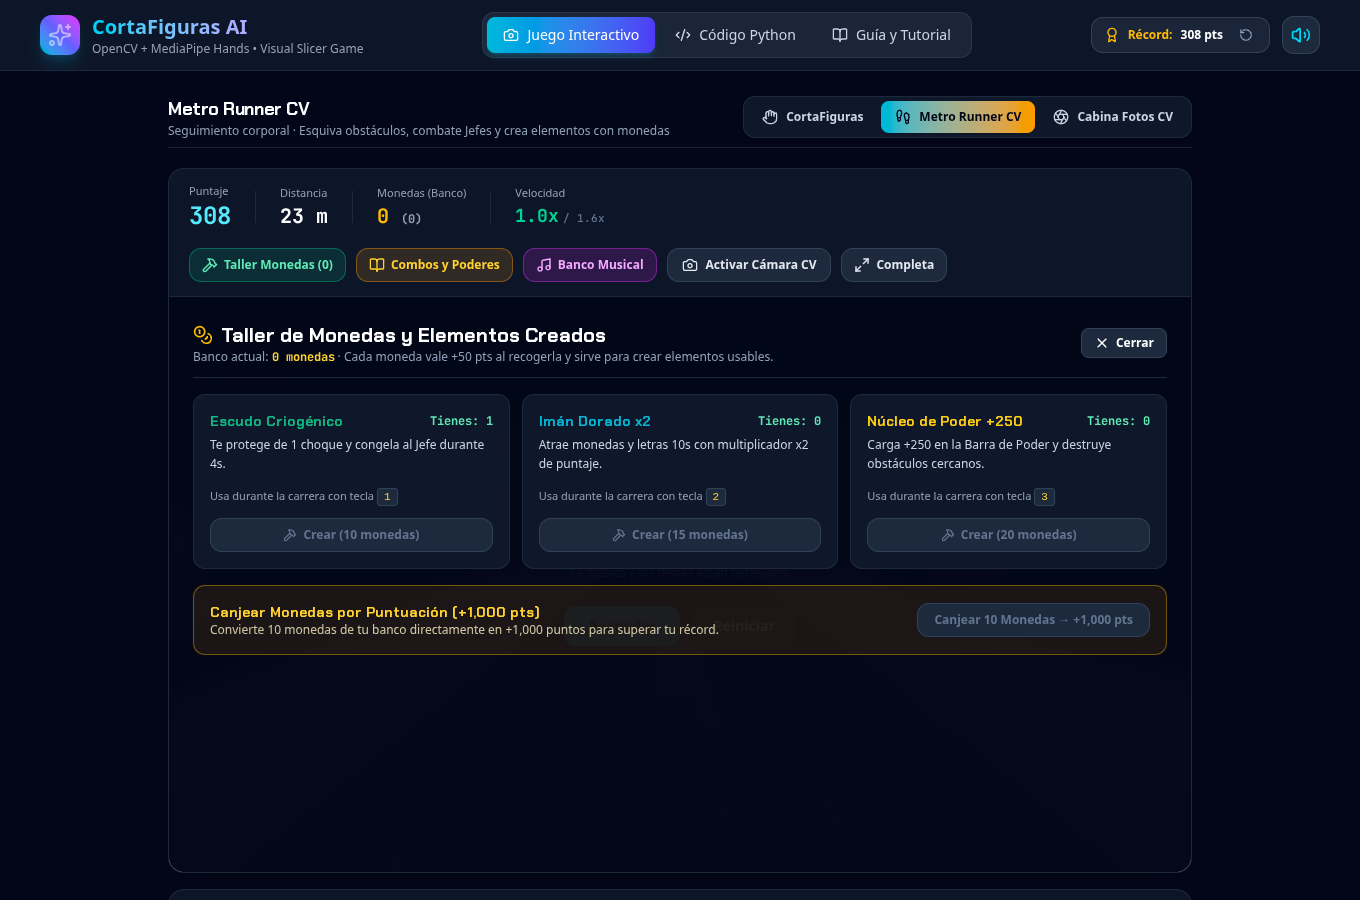 CortaFiguras AI
OpenCV + MediaPipe Hands • Visual Slicer Game
Juego Interactivo
Código Python
Guía y Tutorial
Récord: 308 pts
Metro Runner CV
Seguimiento corporal · Esquiva obstáculos, combate Jefes y crea elementos con monedas
CortaFiguras
Metro Runner CV
Cabina Fotos CV
Puntaje
308
Distancia
23 m
Monedas (Banco)
0 (0)
Velocidad
1.0x / 1.6x
Taller Monedas (0)
Combos y Poderes
Banco Musical
Activar Cámara CV
Completa
Taller de Monedas y Elementos Creados
Banco actual: 0 monedas · Cada moneda vale +50 pts al recogerla y sirve para crear elementos usables.
Cerrar
Escudo Criogénico
Tienes: 1
Te protege de 1 choque y congela al Jefe durante
4s.
Usa durante la carrera con tecla 1
Crear (10 monedas)
Imán Dorado x2
Tienes: 0
Atrae monedas y letras 10s con multiplicador x2
de puntaje.
Usa durante la carrera con tecla 2
Crear (15 monedas)
Núcleo de Poder +250
Tienes: 0
Carga +250 en la Barra de Poder y destruye
obstáculos cercanos.
Usa durante la carrera con tecla 3
Crear (20 monedas)
Canjear Monedas por Puntuación (+1,000 pts)
Convierte 10 monedas de tu banco directamente en +1,000 puntos para superar tu récord.
Canjear 10 Monedas → +1,000 pts
Reiniciar